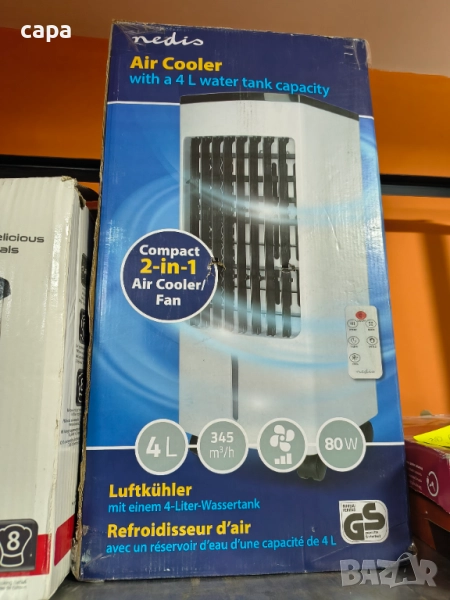 capa
nedis
Air Cooler
with a 4 L water tank capacity
elicious
als
Compact
2-in-1
Air Cooler/
Fan
4 L
345
m³/h
80 W
Luftkühler
mit einem 4-Liter-Wassertank
Refroidisseur d'air
avec un réservoir d'eau d'une capacité de 4 L
GS
8
BAZAR